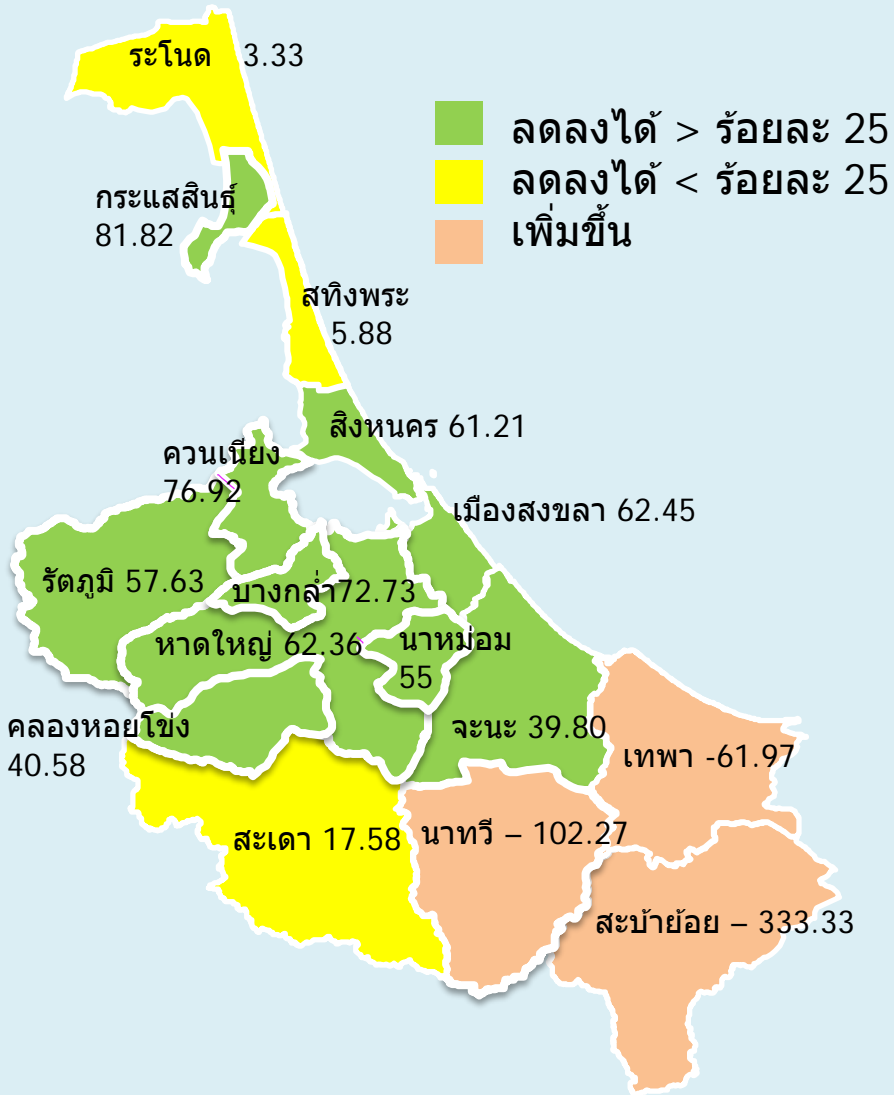 ระโนด 3.33
ลดลงได้ > ร้อยละ 25
ลดลงได้ < ร้อยละ 25
เพิ่มขึ้น
กระแสสินธุ์
81.82
สทิงพระ
5.88
สิงหนคร 61.21
ควนเนียง
76.92
เมืองสงขลา 62.45
รัตภูมิ 57.63
บางกล่ำ72.73
หาดใหญ่ 62.36
นาหม่อม
55
คลองหอยโข่ง
40.58
จะนะ 39.80
เทพา -61.97
สะเดา 17.58
นาทวี – 102.27
สะบ้าย้อย – 333.33